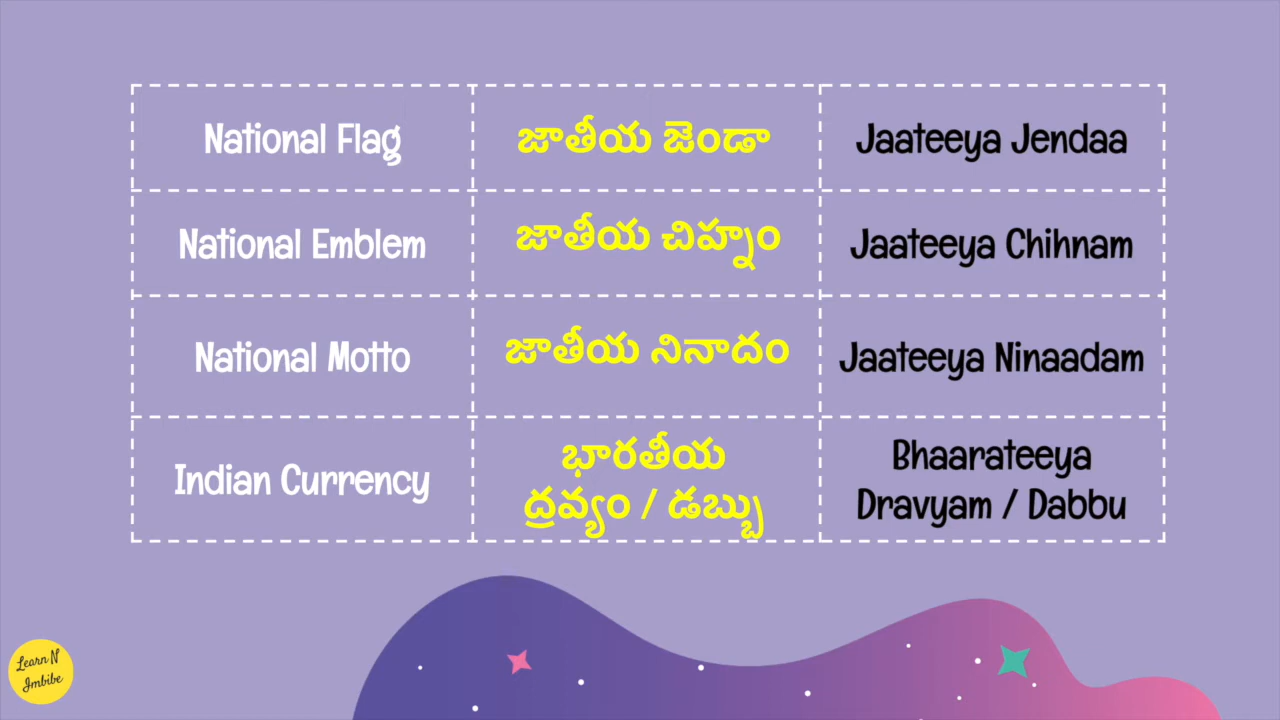 National Flag
జాతీయ జెండా
Jaateeya Jendaa
National Emblem
జాతీయ చిహ్నం
Jaateeya Chihnam
National Motto
జాతీయ నినాదం
Jaateeya Ninaadam
Indian Currency
భారతీయ
ద్రవ్యం / డబ్బు
Bhaarateeya
Dravyam / Dabbu
Learn N
Imbibe